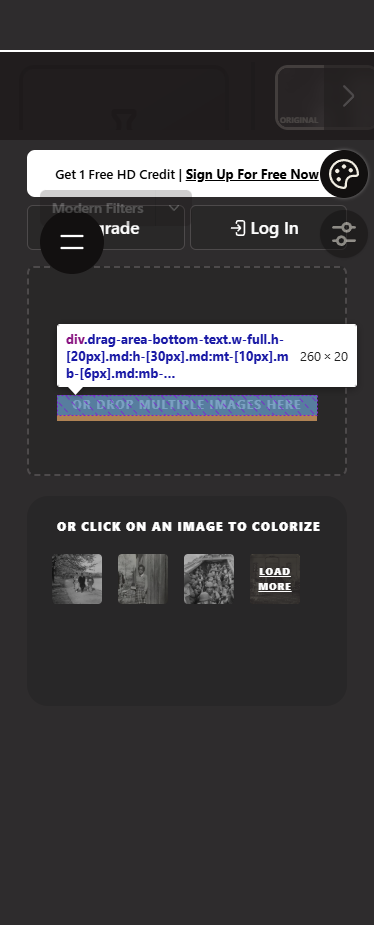 ORIGINAL
Get 1 Free HD Credit | Sign Up For Free Now
Modern Filters
grade
Log In
div.drag-area-bottom-text.w-full.h-
[20px].md:h-[30px].md:mt-[10px].m
b-[6px].md:mb-...
260 × 20
OR DROP MULTIPLE IMAGES HERE
OR CLICK ON AN IMAGE TO COLORIZE
LOAD
MORE